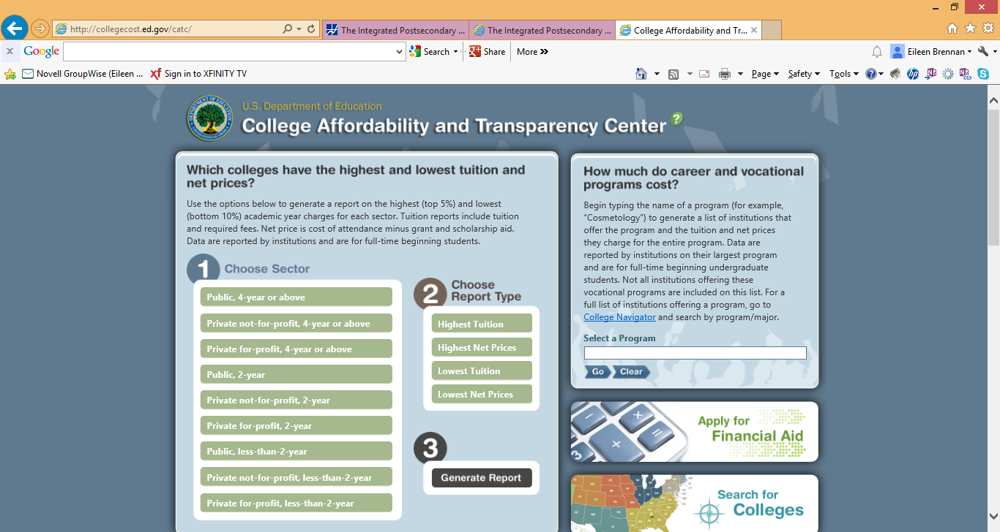 http://collegecost.ed.gov/catc/
The Integrated Postsecondary ...
The Integrated Postsecondary ...
College Affordability and Tr...
x Google
Search
Share
More »
Eileen Brennan
Novell GroupWise (Eileen ...
Sign in to XFINITY TV
Page
Safety
Tools
U.S. Department of Education
College Affordability and Transparency Center ?
Which colleges have the highest and lowest tuition and
net prices?
Use the options below to generate a report on the highest (top 5%) and lowest
(bottom 10%) academic year charges for each sector. Tuition reports include tuition
and required fees. Net price is cost of attendance minus grant and scholarship aid.
Data are reported by institutions and are for full-time beginning students.
1 Choose Sector
Public, 4-year or above
Private not-for-profit, 4-year or above
Private for-profit, 4-year or above
Public, 2-year
Private not-for-profit, 2-year
Private for-profit, 2-year
Public, less-than-2-year
Private not-for-profit, less-than-2-year
Private for-profit, less-than-2-year
2 Choose
Report Type
Highest Tuition
Highest Net Prices
Lowest Tuition
Lowest Net Prices
3
Generate Report
How much do career and vocational
programs cost?
Begin typing the name of a program (for example,
“Cosmetology”) to generate a list of institutions that
offer the program and the tuition and net prices
they charge for the entire program. Data are
reported by institutions on their largest program
and are for full-time beginning undergraduate
students. Not all institutions offering these
vocational programs are included on this list. For a
full list of institutions offering a program, go to
College Navigator and search by program/major.
Select a Program
Go
Clear
Apply for
Financial Aid
Search for
Colleges